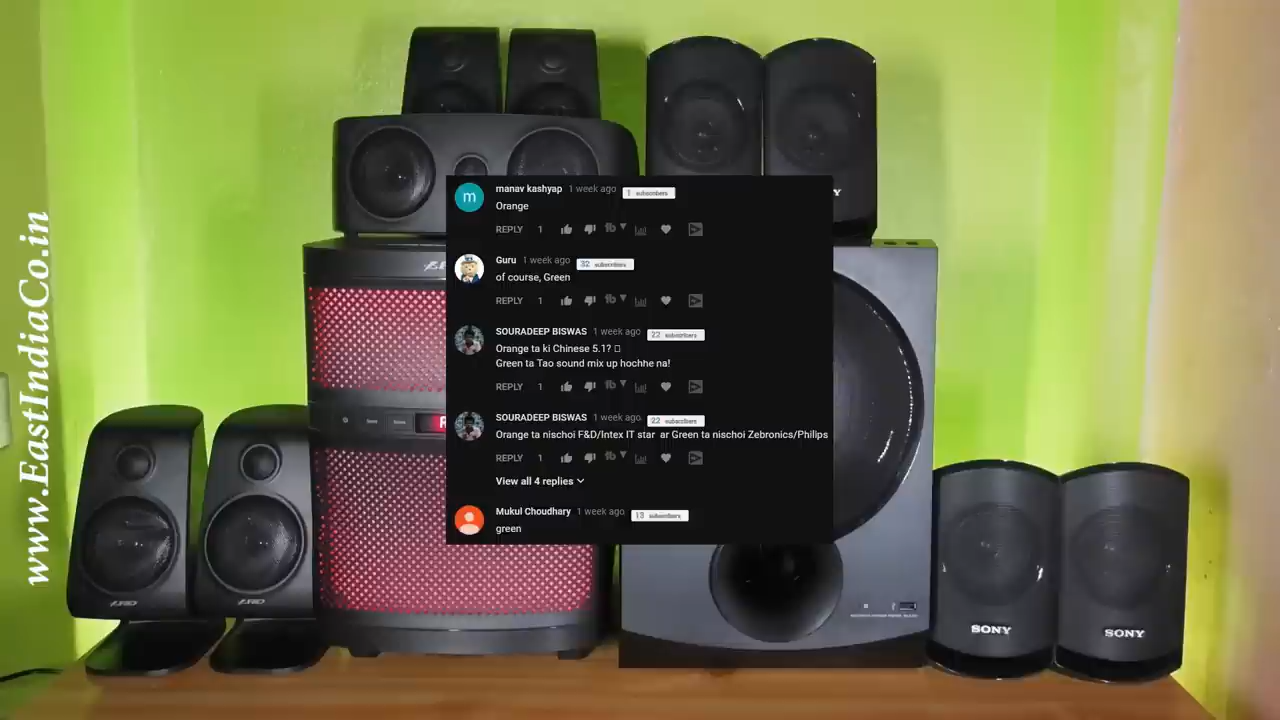 www.EastIndiaCo.in
manav kashyap 1 week ago 1 subscribers
Orange
REPLY 1
Guru 1 week ago 32 subscribers
of course, Green
REPLY 1
SOURADEEP BISWAS 1 week ago 22 subscribers
Orange ta ki Chinese 5.1?
Green ta Tao sound mix up hochhe na!
REPLY 1
SOURADEEP BISWAS 1 week ago 22 subscribers
Orange ta nischoi F&D/Intex IT star ar Green ta nischoi Zebronics/Philips
REPLY 1
View all 4 replies
Mukul Choudhary 1 week ago 13 subscribers
green
SONY
SONY